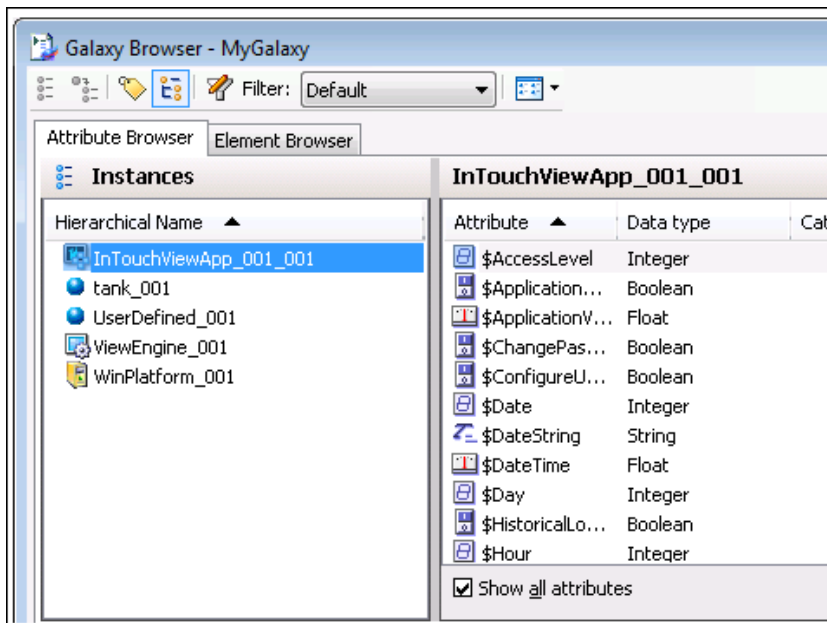 Galaxy Browser - MyGalaxy
Filter: Default
Attribute Browser Element Browser
Instances
Hierarchical Name
InTouchViewApp_001_001
tank_001
UserDefined_001
ViewEngine_001
WinPlatform_001
InTouchViewApp_001_001
Attribute Data type Cat
$AccessLevel Integer
$Application... Boolean
$ApplicationV... Float
$ChangePas... Boolean
$ConfigureU... Boolean
$Date Integer
$DateString String
$DateTime Float
$Day Integer
$HistoricalLo... Boolean
$Hour Integer
Show all attributes